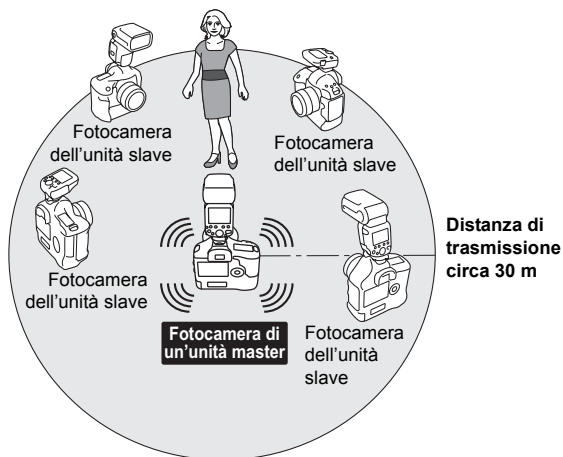 Fotocamera
dell'unità slave
Fotocamera
dell'unità slave
Fotocamera
dell'unità slave
Distanza di
trasmissione
circa 30 m
Fotocamera di
un'unità master
Fotocamera
dell'unità
slave